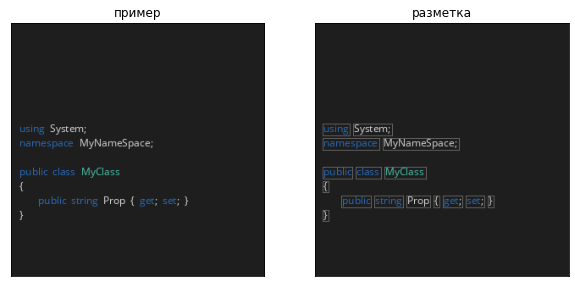 пример
using System;
namespace MyNameSpace;
public class MyClass
{
public string Prop { get; set; }
}
разметка
using System;
namespace MyNameSpace;
public class MyClass
{
public string Prop { get; set; }
}